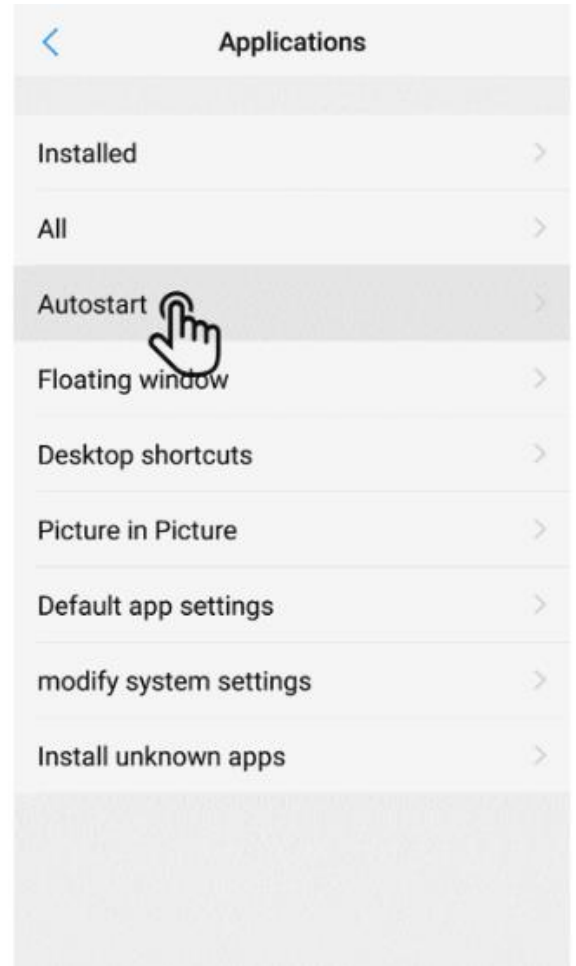 Applications
Installed
All
Autostart
Floating window
Desktop shortcuts
Picture in Picture
Default app settings
modify system settings
Install unknown apps